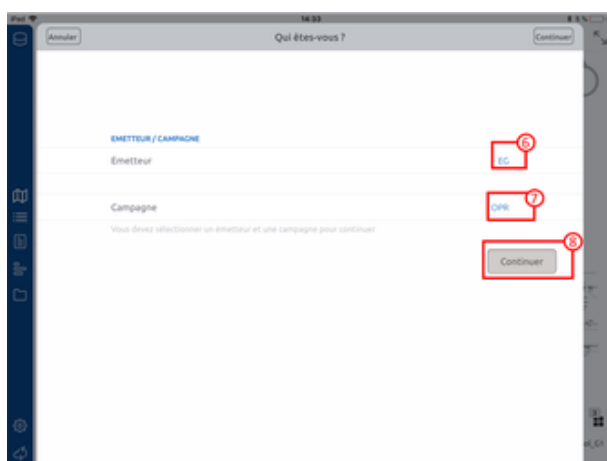 iPad
14:33
5 %
Annuler
Qui êtes-vous ?
Continuer
EMETTEUR / CAMPAGNE
6
Emetteur
EG
7
Campagne
OPR
Vous devez sélectionner un émetteur et une campagne pour continuer
8
Continuer